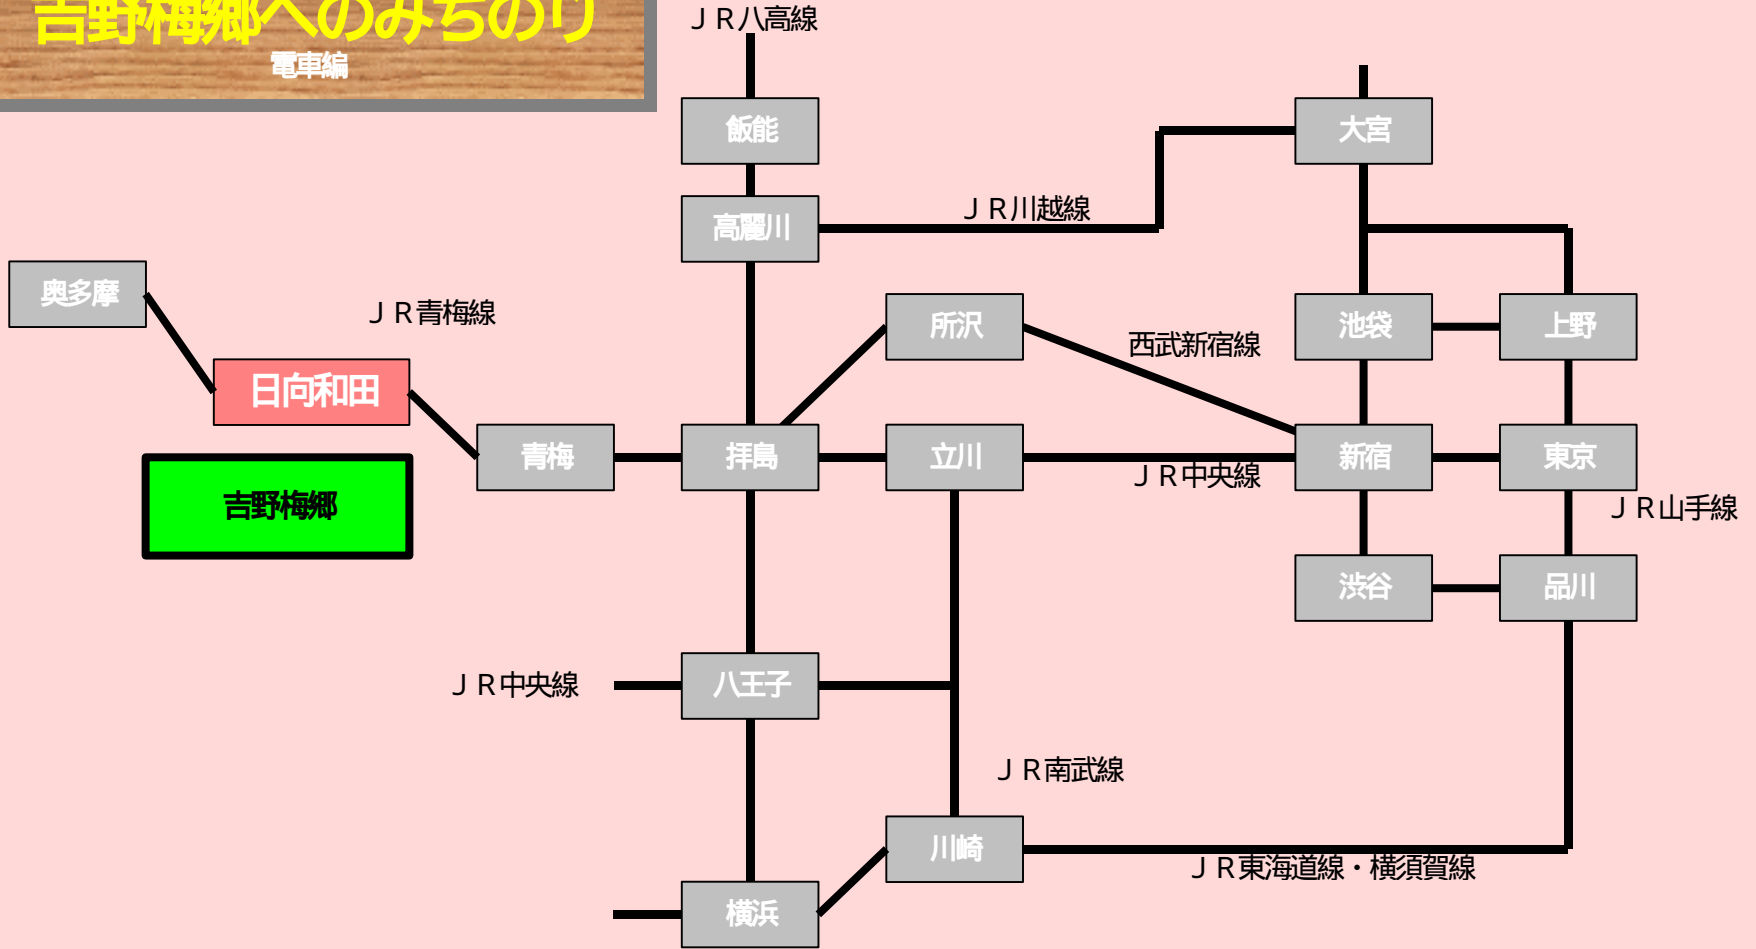 吉野梅郷へのみちのり
電車編
ＪＲ八高線
飯能
大宮
高麗川
ＪＲ川越線
奥多摩
ＪＲ青梅線
所沢
西武新宿線
池袋
上野
日向和田
青梅
拝島
立川
ＪＲ中央線
新宿
東京
ＪＲ山手線
吉野梅郷
渋谷
品川
ＪＲ中央線
八王子
ＪＲ南武線
川崎
ＪＲ東海道線・横須賀線
横浜